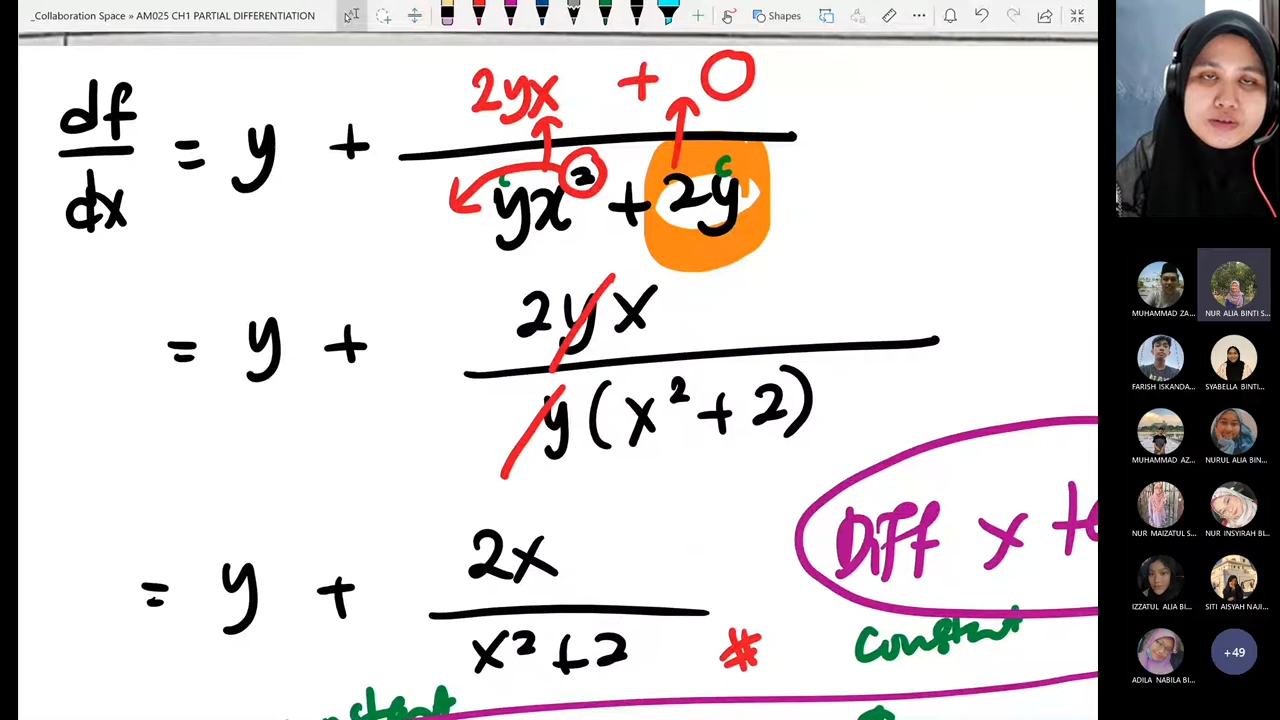 _Collaboration Space » AM025 CH1 PARTIAL DIFFERENTIATION
Shapes
2yx + 0
df/dx = y + /
c c
yx² + 2y
= y + 2yx / y(x² + 2)
= y + 2x / x² + 2 *
Diff x
constant
constant
MUHAMMAD ZA...
NUR ALIA BINTI S...
FARISH ISKANDA...
SYABELLA BINTI...
MUHAMMAD AZ...
NURUL ALIA BIN...
NUR MAIZATUL S...
NUR INSYIRAH BI...
IZZATUL ALIA BI...
SITI AISYAH NAJI...
ADILA NABILA BI...
+49